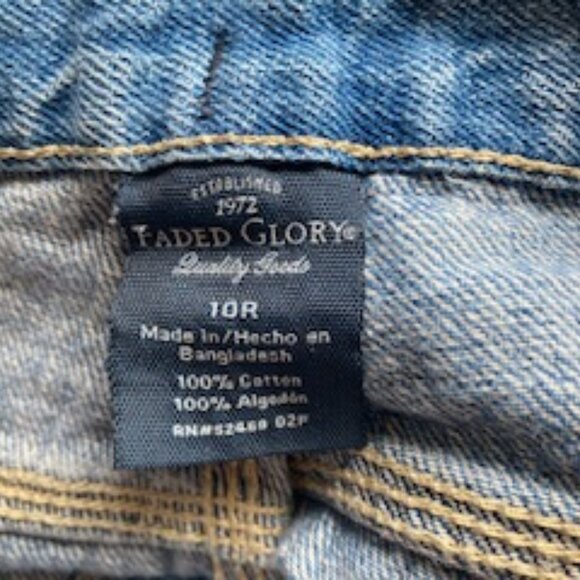 ESTABLISHED
1972
FADED GLORY®
Quality Goods
10R
Made in/Hecho en
Bangladesh
100% Cotton
100% Algodón
RN#52469 02F